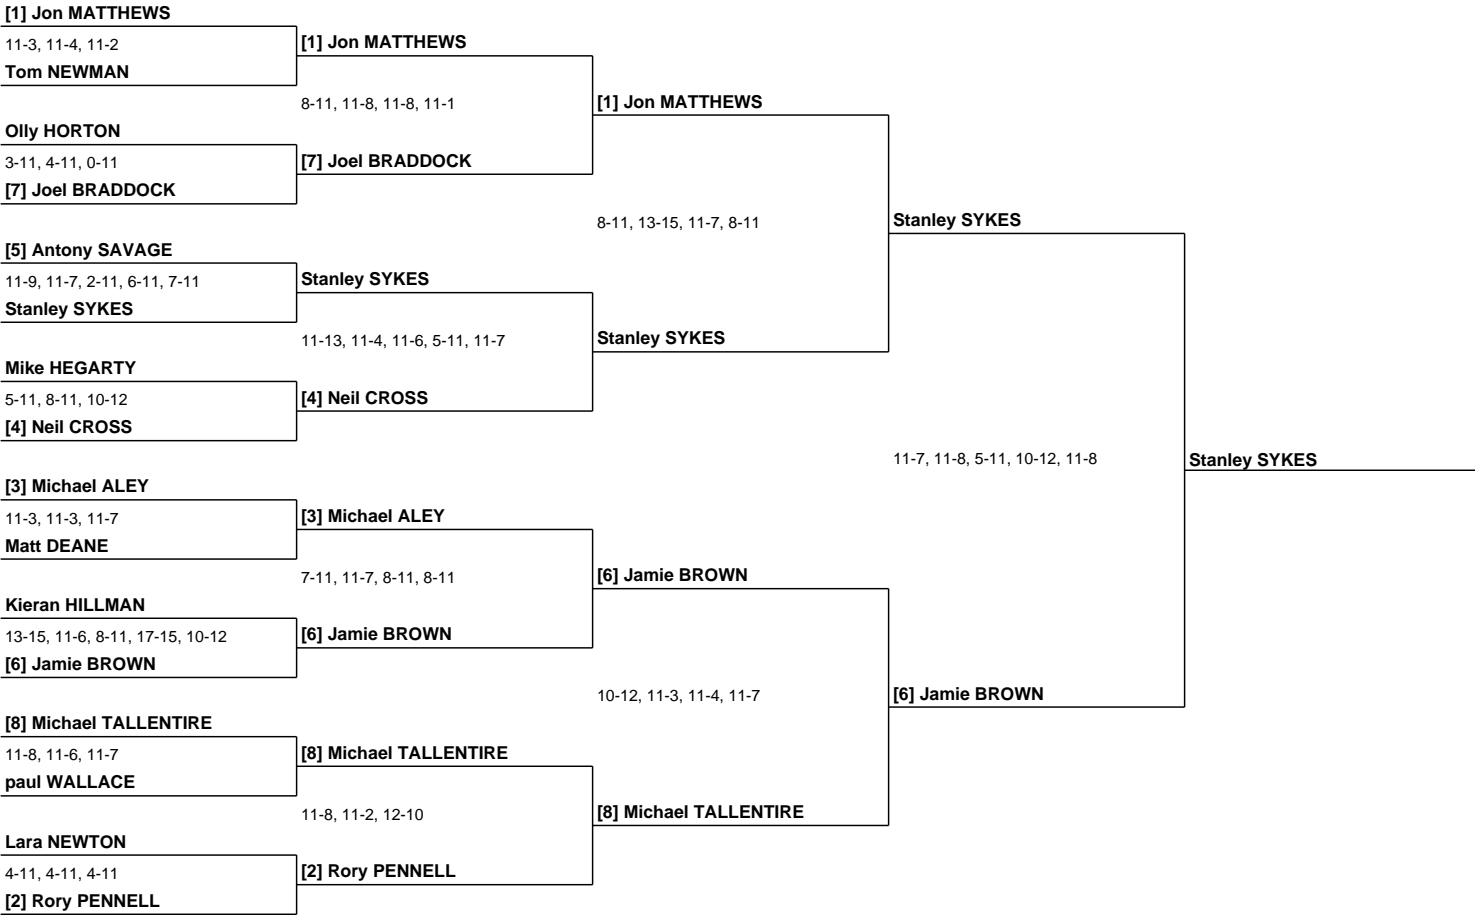 [1] Jon MATTHEWS
11-3, 11-4, 11-2
Tom NEWMAN
Olly HORTON
3-11, 4-11, 0-11
[7] Joel BRADDOCK
[5] Antony SAVAGE
11-9, 11-7, 2-11, 6-11, 7-11
Stanley SYKES
Mike HEGARTY
5-11, 8-11, 10-12
[4] Neil CROSS
[3] Michael ALEY
11-3, 11-3, 11-7
Matt DEANE
Kieran HILLMAN
13-15, 11-6, 8-11, 17-15, 10-12
[6] Jamie BROWN
[8] Michael TALLENTIRE
11-8, 11-6, 11-7
paul WALLACE
Lara NEWTON
4-11, 4-11, 4-11
[2] Rory PENNELL
[1] Jon MATTHEWS
8-11, 11-8, 11-8, 11-1
[7] Joel BRADDOCK
Stanley SYKES
11-13, 11-4, 11-6, 5-11, 11-7
[4] Neil CROSS
[3] Michael ALEY
7-11, 11-7, 8-11, 8-11
[6] Jamie BROWN
[8] Michael TALLENTIRE
11-8, 11-2, 12-10
[2] Rory PENNELL
[1] Jon MATTHEWS
8-11, 13-15, 11-7, 8-11
Stanley SYKES
[6] Jamie BROWN
10-12, 11-3, 11-4, 11-7
[8] Michael TALLENTIRE
Stanley SYKES
11-7, 11-8, 5-11, 10-12, 11-8
[6] Jamie BROWN
Stanley SYKES